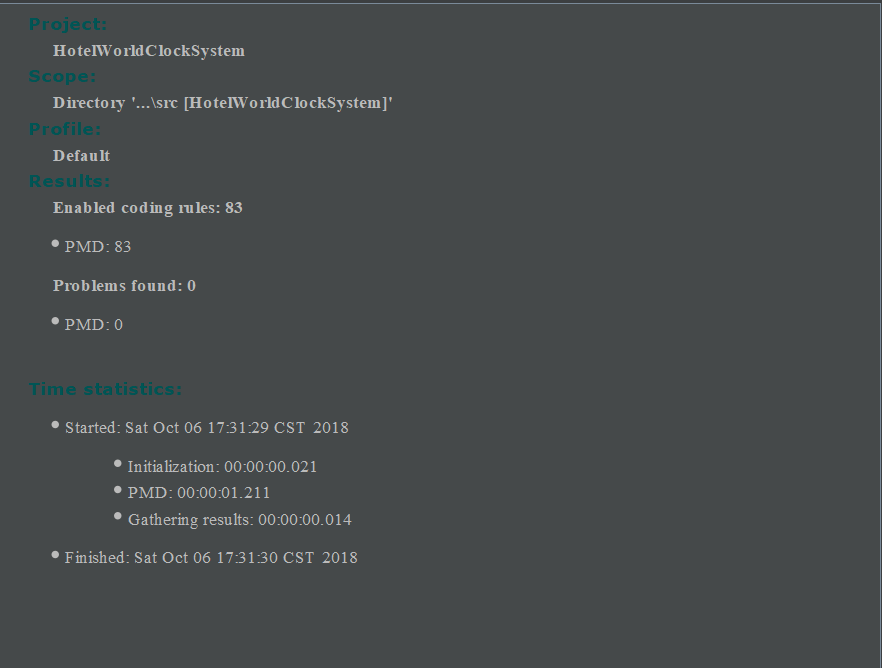 Project:
HotelWorldClockSystem
Scope:
Directory '...\src [HotelWorldClockSystem]'
Profile:
Default
Results:
Enabled coding rules: 83
• PMD: 83
Problems found: 0
• PMD: 0
Time statistics:
• Started: Sat Oct 06 17:31:29 CST 2018
• Initialization: 00:00:00.021
• PMD: 00:00:01.211
• Gathering results: 00:00:00.014
• Finished: Sat Oct 06 17:31:30 CST 2018